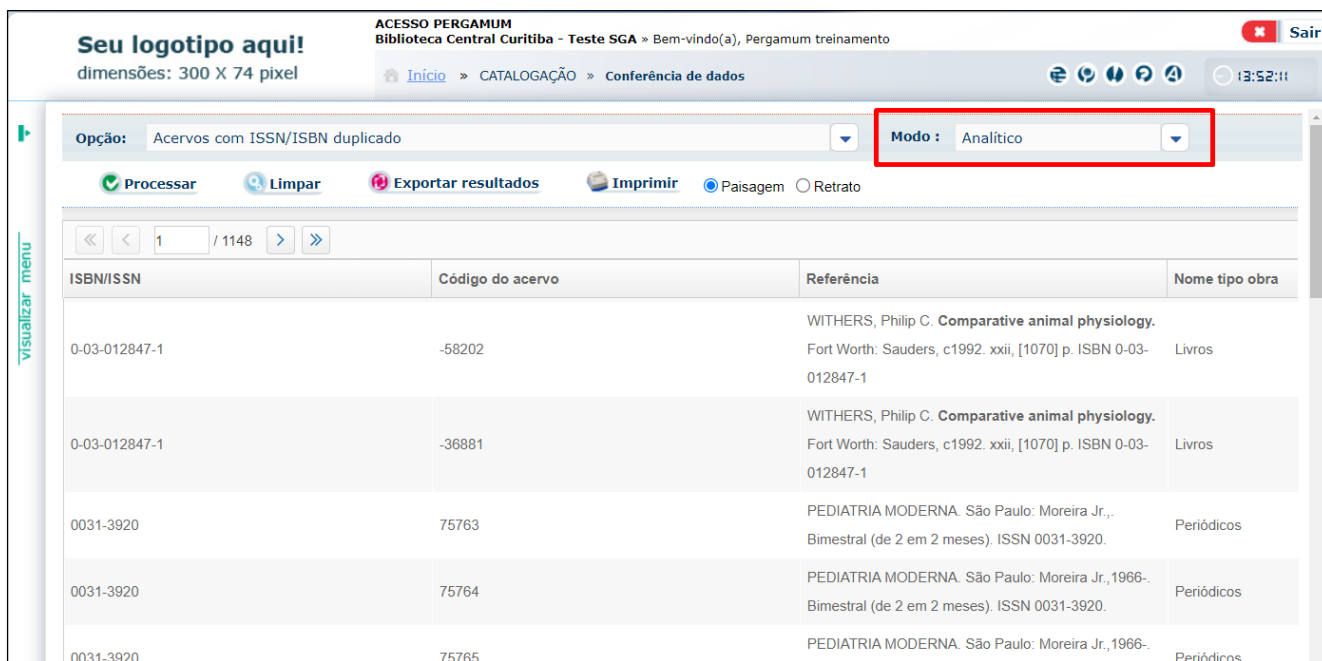 Seu logotipo aqui!
dimensões: 300 X 74 pixel
ACESSO PERGAMUM
Biblioteca Central Curitiba - Teste SGA » Bem-vindo(a), Pergamum treinamento
Sair
Início » CATALOGAÇÃO » Conferência de dados
13:52:11
Opção: Acervos com ISSN/ISBN duplicado
Modo : Analítico
Processar Limpar Exportar resultados Imprimir Paisagem Retrato
visualizar menu
1 / 1148
ISBN/ISSN Código do acervo Referência Nome tipo obra
WITHERS, Philip C. Comparative animal physiology.
0-03-012847-1 -58202 Fort Worth: Sauders, c1992. xxii, [1070] p. ISBN 0-03- Livros
012847-1
WITHERS, Philip C. Comparative animal physiology.
0-03-012847-1 -36881 Fort Worth: Sauders, c1992. xxii, [1070] p. ISBN 0-03- Livros
012847-1
PEDIATRIA MODERNA. São Paulo: Moreira Jr.,.
0031-3920 75763 Periódicos
Bimestral (de 2 em 2 meses). ISSN 0031-3920.
PEDIATRIA MODERNA. São Paulo: Moreira Jr.,1966-.
0031-3920 75764 Periódicos
Bimestral (de 2 em 2 meses). ISSN 0031-3920.
PEDIATRIA MODERNA. São Paulo: Moreira Jr.,1966-.
0031-3920 75765 Periódicos